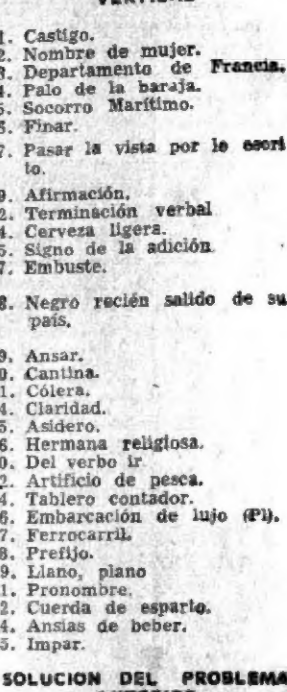 1. Castigo.
2. Nombre de mujer.
3. Departamento de Francia.
4. Palo de la baraja.
5. Socorro Marítimo.
6. Finar.
7. Pasar la vista por lo escri
to.
9. Afirmación.
2. Terminación verbal
4. Cerveza ligera.
5. Signo de la adición
7. Embuste.
8. Negro recién salido de su
país.
9. Ansar.
0. Cantina.
1. Cólera.
4. Claridad.
5. Asidero.
6. Hermana religiosa.
0. Del verbo ir
2. Artificio de pesca.
4. Tablero contador.
6. Embarcación de lujo (Pl).
7. Ferrocarril.
8. Prefijo.
9. Llano, plano
1. Pronombre.
2. Cuerda de esparto.
4. Ansias de beber.
5. Impar.
SOLUCION DEL PROBLEMA